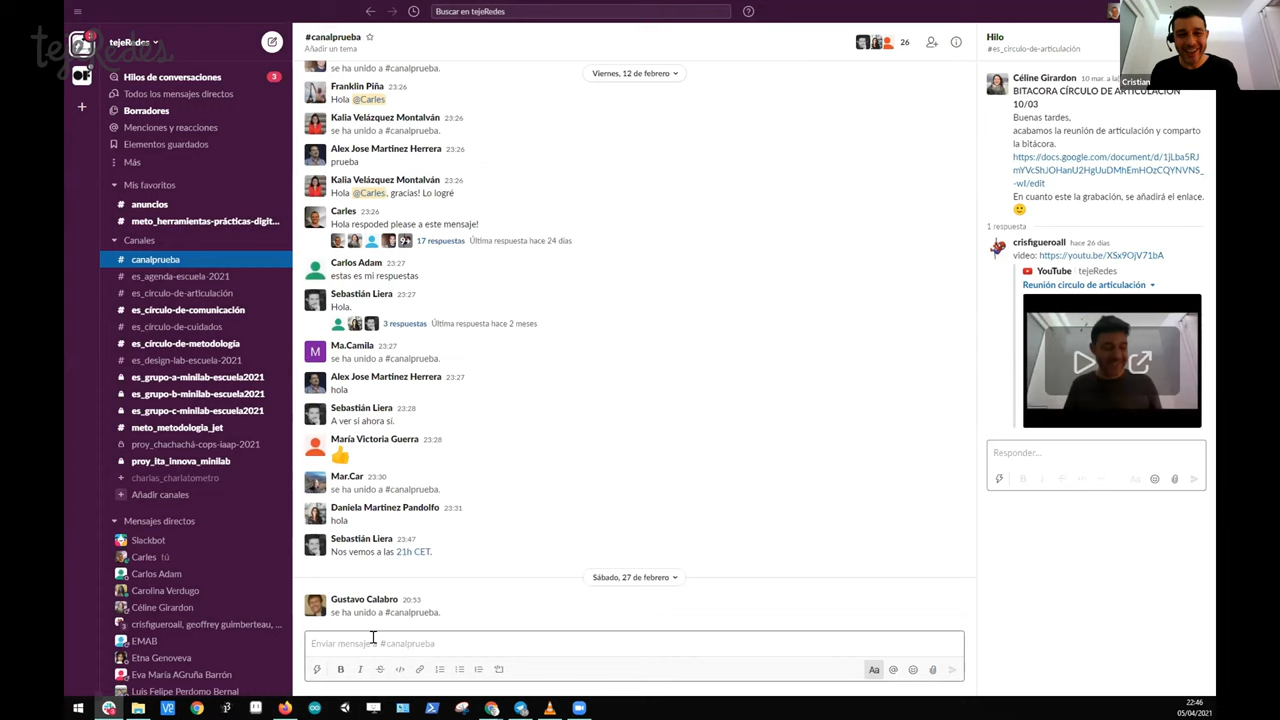 Buscar en tejeRedes
tejeRedes
tejeRedes
Hilos de conversaciones
3
Todos los mensajes directos
Borradores
Menciones y reacciones
Elementos guardados
Más
Mis favoritos
anuncios
meto_herramientas-prácticas-digit...
Canales
canalprueba
es_agenda-escuela-2021
es_círculo-de-articulación
es_círculo-de-comunicación
es_círculo-de-cuidados
es_círculo-de-metodología
es_design-lab-escuela-2021
es_grupo-a-minilab-escuela2021
es_grupo-b-minilab-escuela2021
es_grupo-c-minilab-escuela2021
meto_metodologia_jet
proy_chachachá-cops-iaap-2021
proy_ita_innova_minilab
charlas_charlatometro
Añadir canales
Mensajes directos
Slackbot
Carles tú
Carlos Adam
Carolina Verdugo
Céline Girardon
crisfigueroall, geoffrey guimberteau, ...
EMAB
Etna Genoveva
Eva María AGruña Barrón
Luis Felipe Perdomo Bernal
#canalprueba
Añadir un tema
26
se ha unido a #canalprueba.
Viernes, 12 de febrero
Franklin Piña 23:26
Hola @Carles
Kalia Velázquez Montalván 23:26
se ha unido a #canalprueba.
Alex Jose Martinez Herrera 23:26
prueba
Kalia Velázquez Montalván 23:26
Hola @Carles, gracias! Lo logré
Carles 23:26
Hola respoded please a este mensaje!
9+ 17 respuestas Última respuesta hace 24 días
Carlos Adam 23:27
estas es mi respuestas
Sebastián Liera 23:27
Hola.
3 respuestas Última respuesta hace 2 meses
M
Ma.Camila 23:27
se ha unido a #canalprueba.
Alex Jose Martinez Herrera 23:27
hola
Sebastián Liera 23:28
A ver si ahora sí.
María Victoria Guerra 23:28
Mar.Car 23:30
se ha unido a #canalprueba.
Daniela Martinez Pandolfo 23:31
hola
Sebastián Liera 23:47
Nos vemos a las 21h CET.
Sábado, 27 de febrero
Gustavo Calabro 20:53
se ha unido a #canalprueba.
Enviar mensaje a #canalprueba
Hilo
#es_círculo-de-articulación
Cristian
Céline Girardon 10 mar. a la
BITACORA CÍRCULO DE ARTICULACIÓN
10/03
Buenas tardes,
acabamos la reunión de articulación y comparto
la bitácora.
https://docs.google.com/document/d/1jLba5RJ
mYVcShJOHanU2HgUuDMhEmHOzCQYNVNS_
-wI/edit
En cuanto este la grabación, se añadirá el enlace.
1 respuesta
crisfigueroall hace 26 días
video: https://youtu.be/XSx9OjV71bA
YouTube tejeRedes
Reunión circulo de articulación
Responder...
22:46
05/04/2021